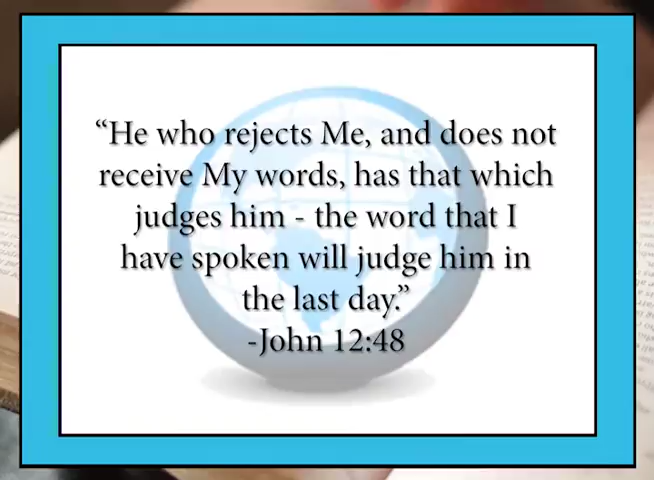 “He who rejects Me, and does not
receive My words, has that which
judges him - the word that I
have spoken will judge him in
the last day.”
-John 12:48